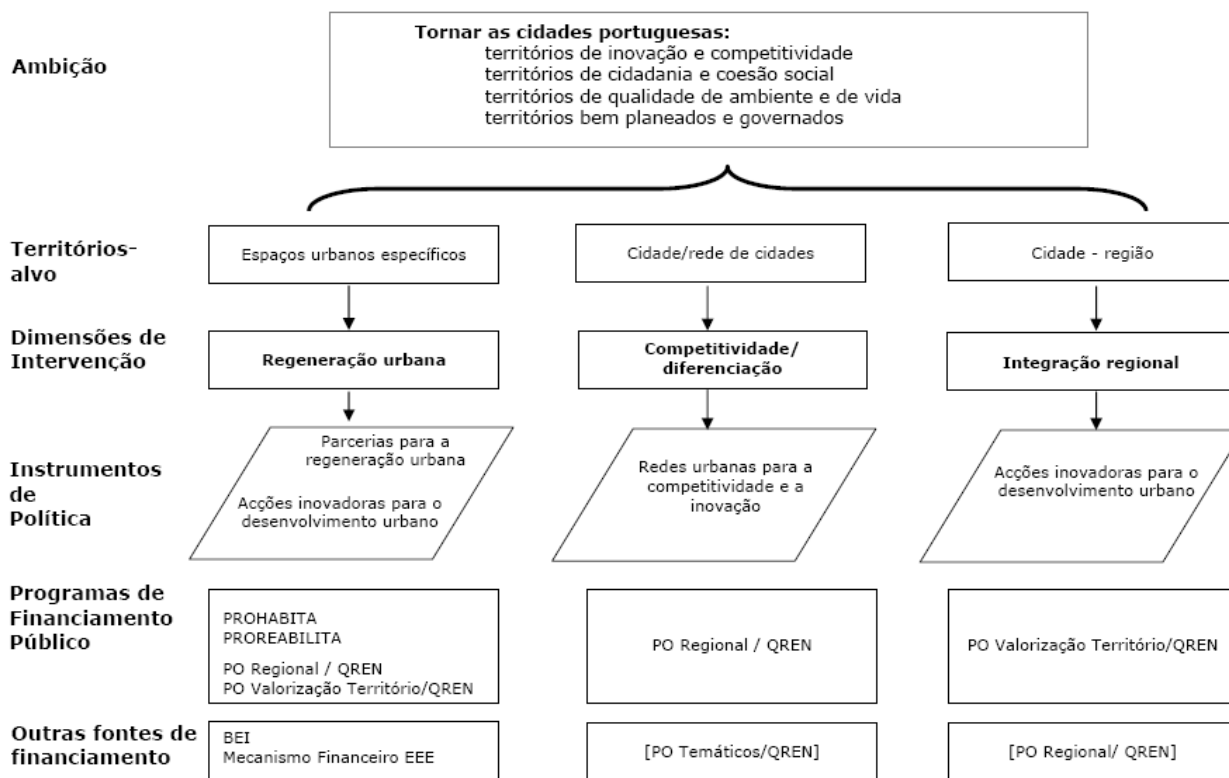 Ambição
Tornar as cidades portuguesas:
territórios de inovação e competitividade
territórios de cidadania e coesão social
territórios de qualidade de ambiente e de vida
territórios bem planeados e governados
Territórios-
alvo
Espaços urbanos específicos
Cidade/rede de cidades
Cidade - região
Dimensões de
Intervenção
Regeneração urbana
Competitividade/
diferenciação
Integração regional
Instrumentos
de
Política
Parcerias para a
regeneração urbana
Acções inovadoras para o
desenvolvimento urbano
Redes urbanas para a
competitividade e a
inovação
Acções inovadoras para o
desenvolvimento urbano
Programas de
Financiamento
Público
PROHABITA
PROREABILITA
PO Regional / QREN
PO Valorização Território/QREN
PO Regional / QREN
PO Valorização Território/QREN
Outras fontes de
financiamento
BEI
Mecanismo Financeiro EEE
[PO Temáticos/QREN]
[PO Regional/ QREN]